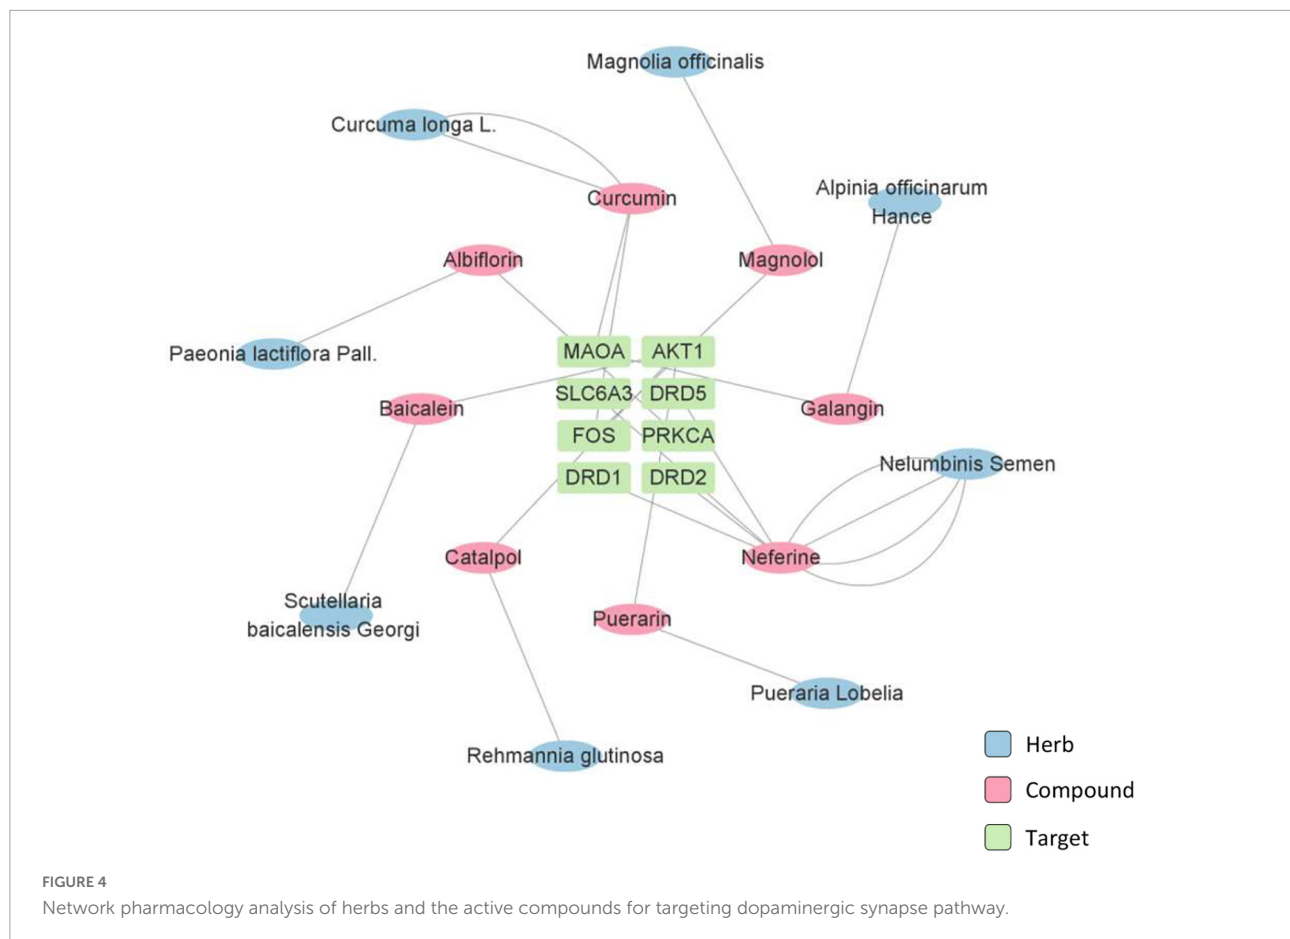 Magnolia officinalis
Curcuma longa L.
Alpinia officinarum
Hance
Curcumin
Albiflorin
Magnolol
Paeonia lactiflora Pall.
MAOA
AKT1
SLC6A3
DRD5
Baicalein
Galangin
FOS
PRKCA
Nelumbinis Semen
DRD1
DRD2
Catalpol
Neferine
Scutellaria
baicalensis Georgi
Puerarin
Pueraria Lobelia
Rehmannia glutinosa
Herb
Compound
Target
FIGURE 4
Network pharmacology analysis of herbs and the active compounds for targeting dopaminergic synapse pathway.